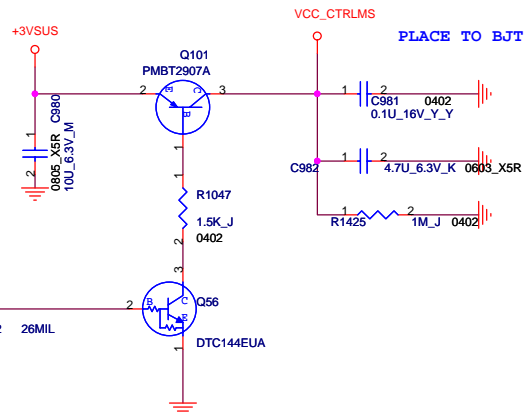 VCC_CTRLMS
+3VSUS
PLACE TO BJT
Q101
PMBT2907A
2 E C 3
B
1
1 2
C981 0402
0.1U_16V_Y_Y
1
2
C980
0805_X5R
10U_6.3V_M
1 2
C982 4.7U_6.3V_K 0603_X5R
1
R1047
1.5K_J
0402
2
1 2
R1425 1M_J 0402
3
2 B C E Q56
DTC144EUA
1
26MIL